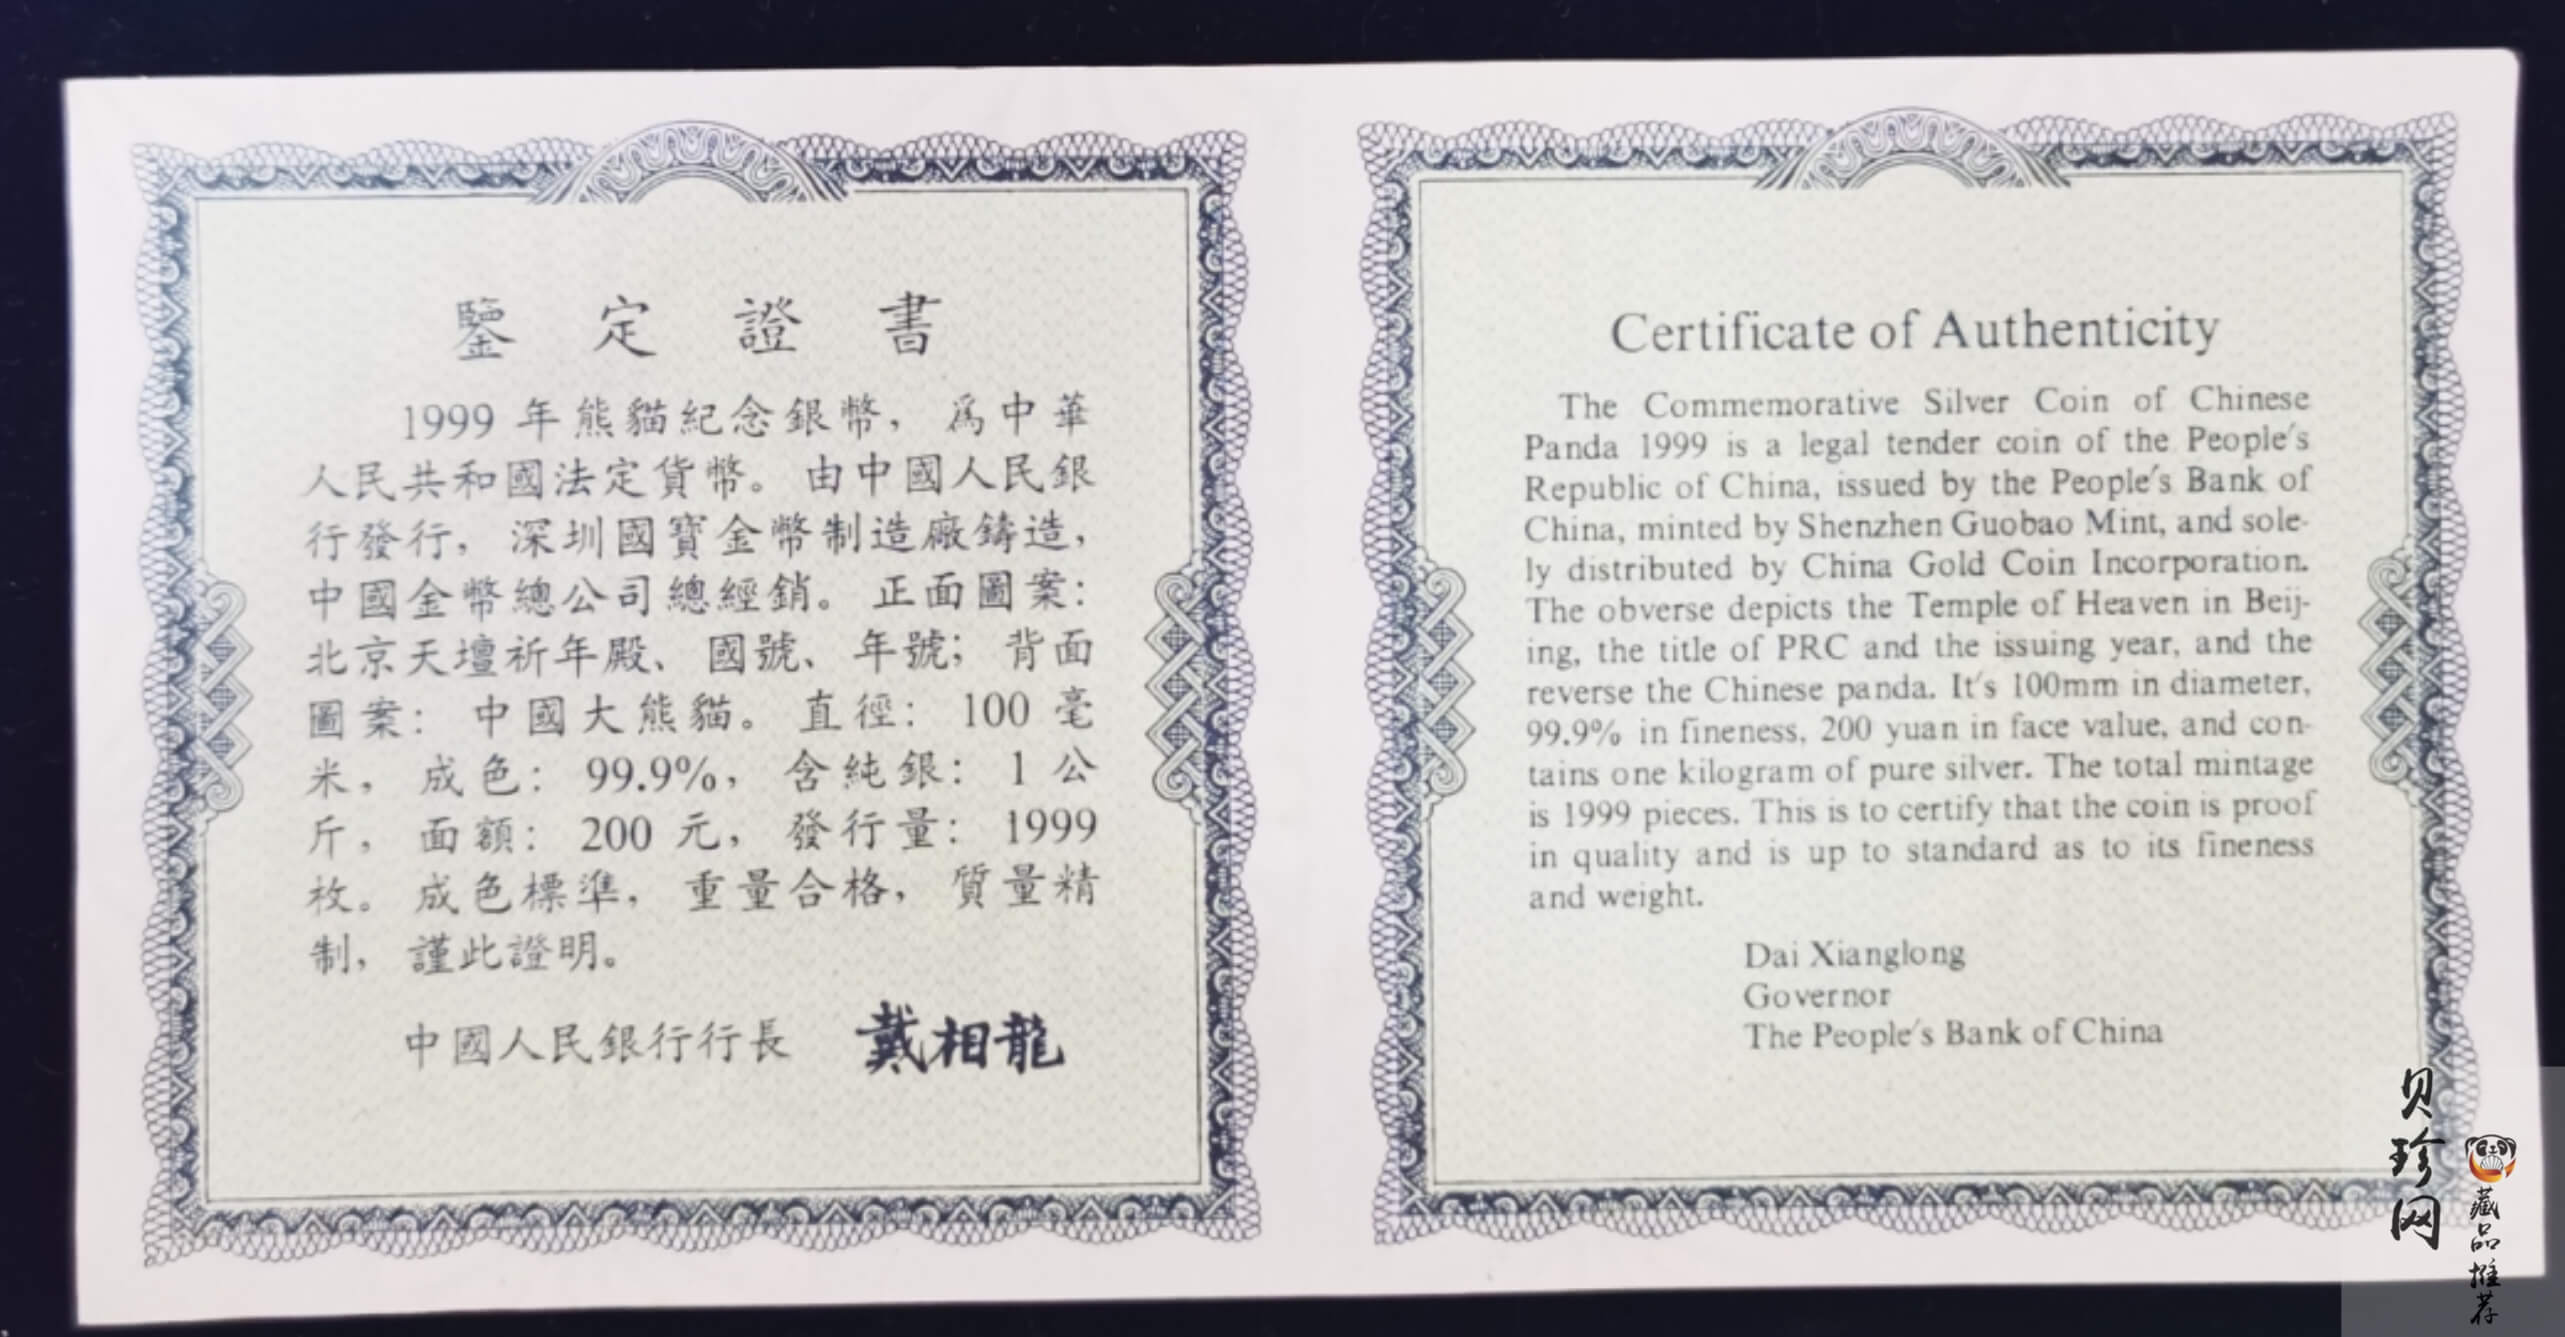 鑒定證書
1999年熊貓紀念銀幣，爲中華
人民共和國法定貨幣。由中國人民銀
行發行，深圳國寶金幣制造廠鑄造，
中國金幣總公司總經銷。正面圖案：
北京天壇祈年殿、國號、年號；背面
圖案：中國大熊貓。直徑：100毫
米，成色：99.9%，含純銀：1公
斤，面額：200元，發行量：1999
枚。成色標準，重量合格，質量精
制，謹此證明。
中國人民銀行行長 戴相龍
Certificate of Authenticity
The Commemorative Silver Coin of Chinese
Panda 1999 is a legal tender coin of the People's
Republic of China, issued by the People's Bank of
China, minted by Shenzhen Guobao Mint, and sole-
ly distributed by China Gold Coin Incorporation.
The obverse depicts the Temple of Heaven in Beij-
ing, the title of PRC and the issuing year, and the
reverse the Chinese panda. It's 100mm in diameter,
99.9% in fineness, 200 yuan in face value, and con-
tains one kilogram of pure silver. The total mintage
is 1999 pieces. This is to certify that the coin is proof
in quality and is up to standard as to its fineness
and weight.
Dai Xianglong
Governor
The People's Bank of China
贝珍网
藏品推荐